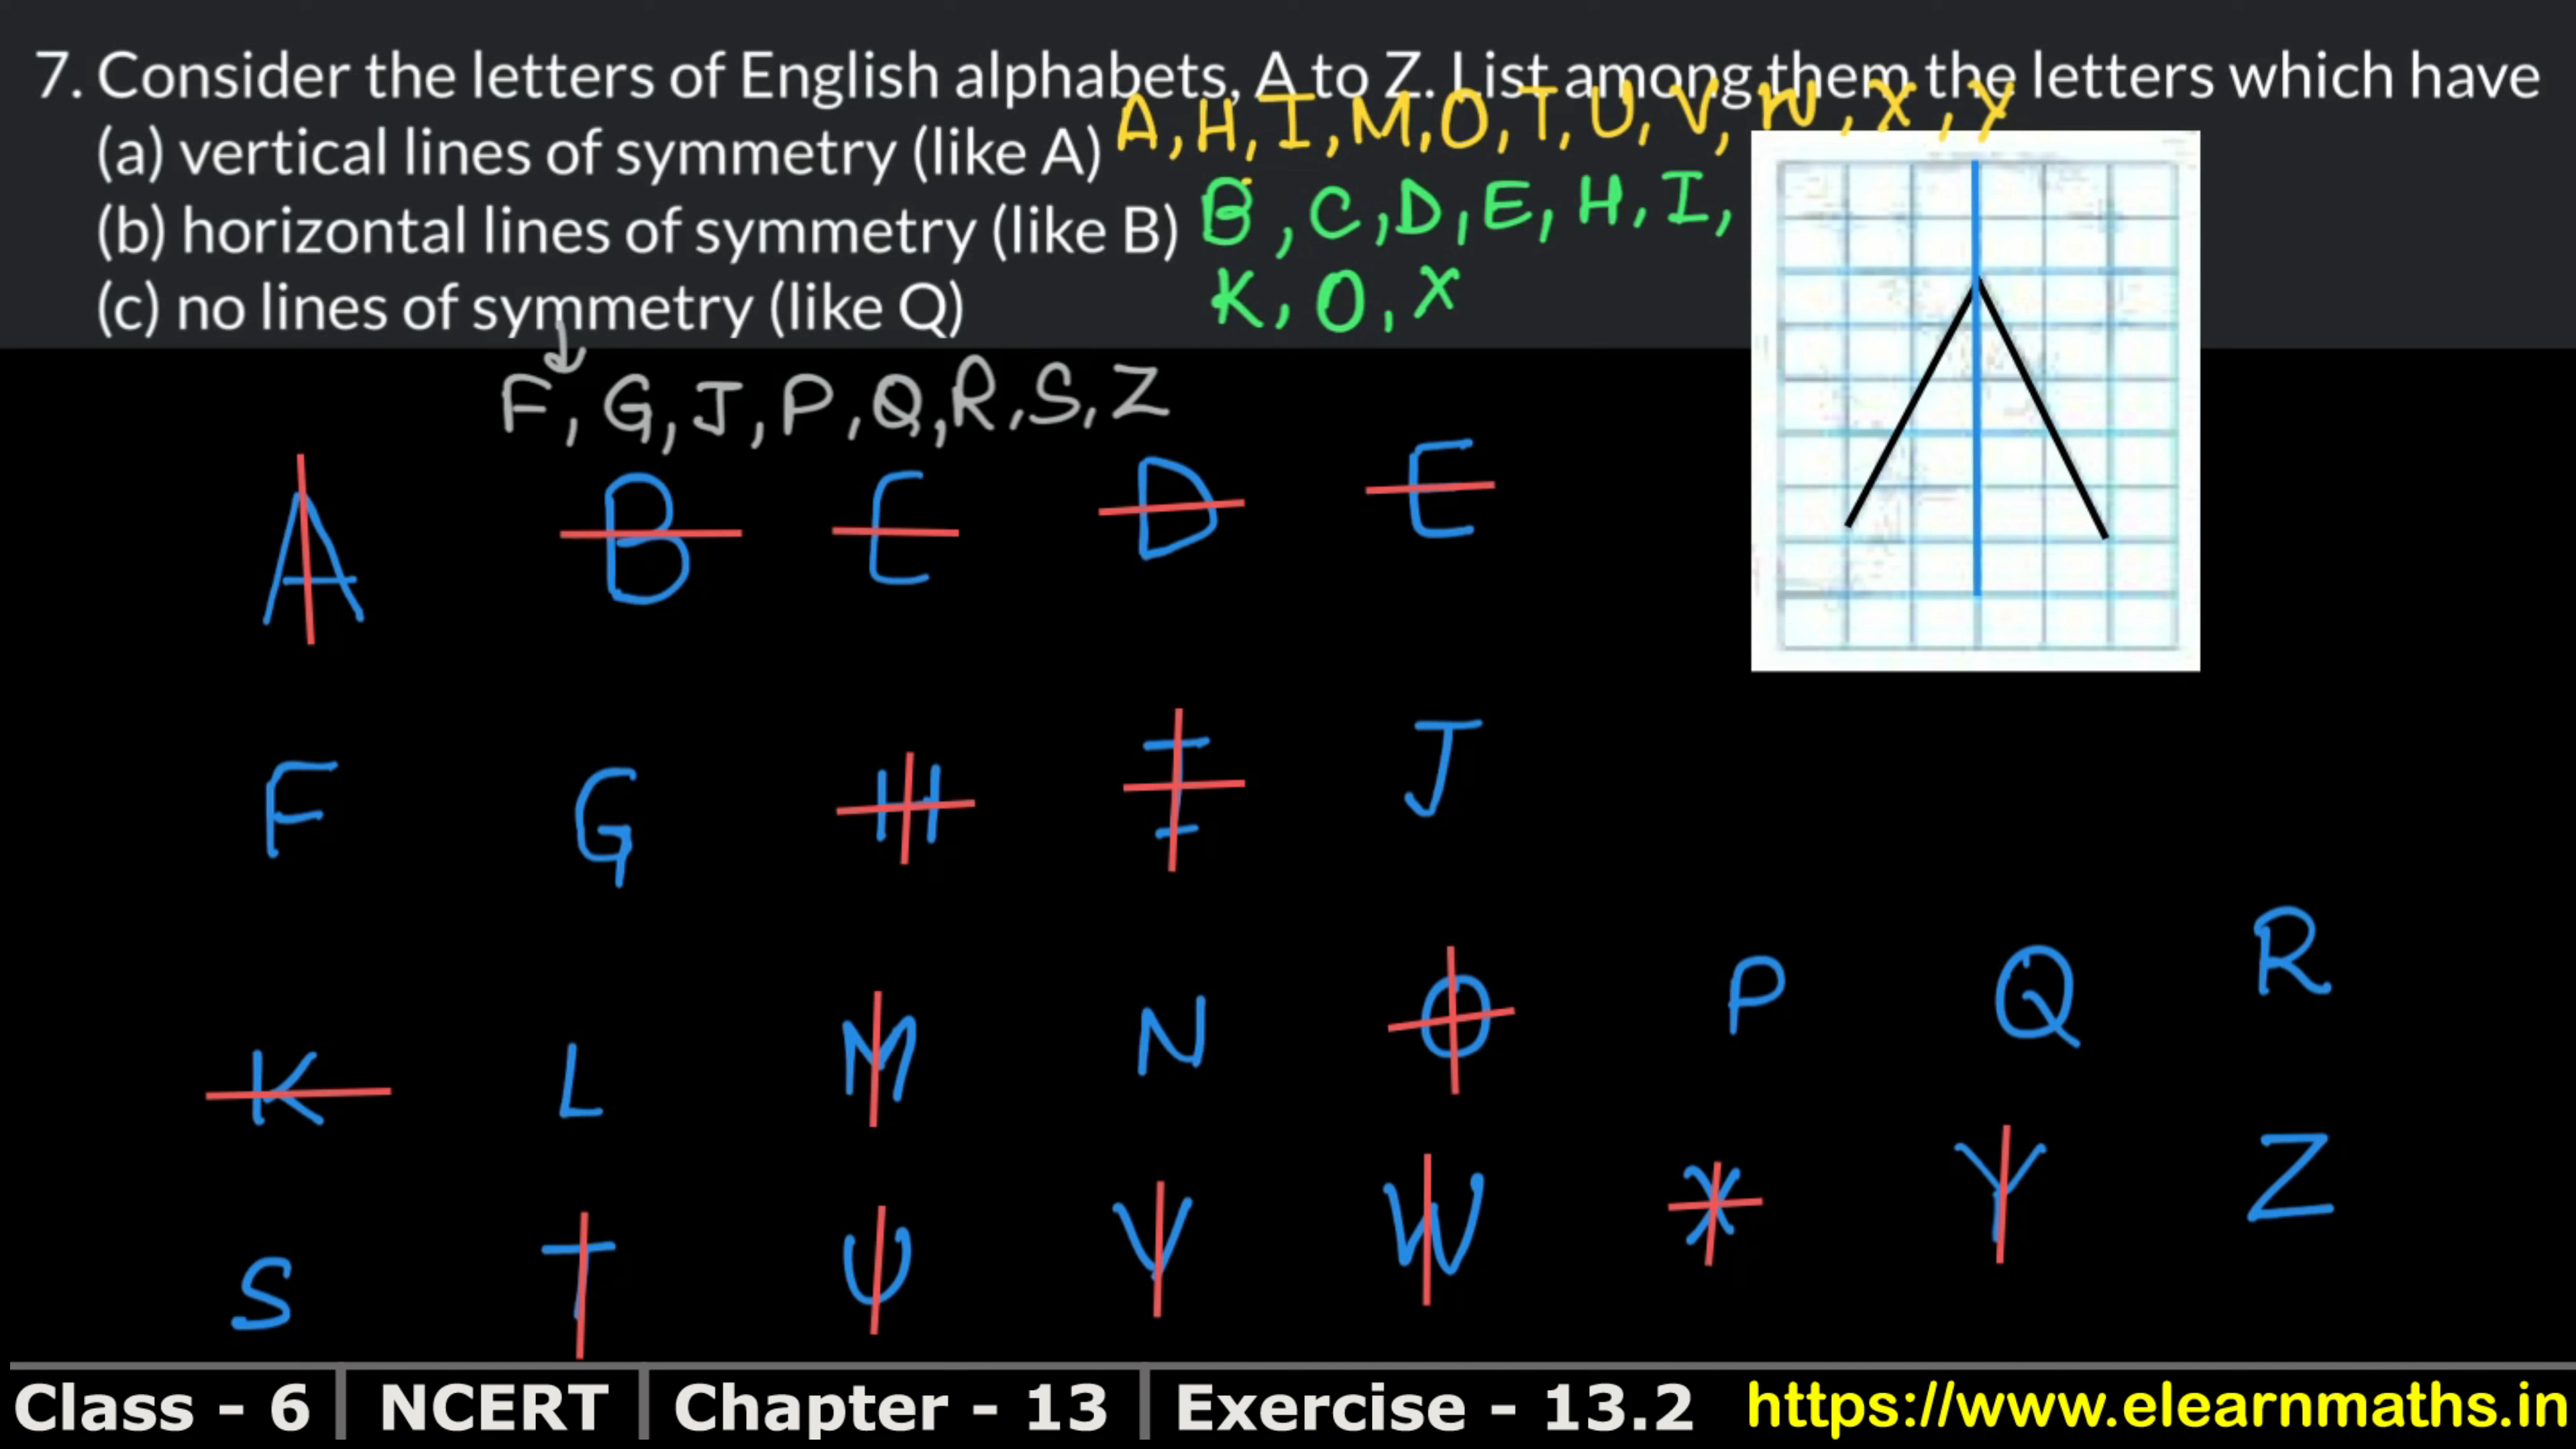 7. Consider the letters of English alphabets, A to Z. List among them the letters which have
(a) vertical lines of symmetry (like A) A, H, I, M, O, T, U, V, W, X, Y
(b) horizontal lines of symmetry (like B) B, C, D, E, H, I,
K, O, X
(c) no lines of symmetry (like Q)
F, G, J, P, Q, R, S, Z
A B C D E
F G H I J
K L M N O P Q R
S T U V W X Y Z
Class - 6 | NCERT | Chapter - 13 | Exercise - 13.2 https://www.elearnmaths.in